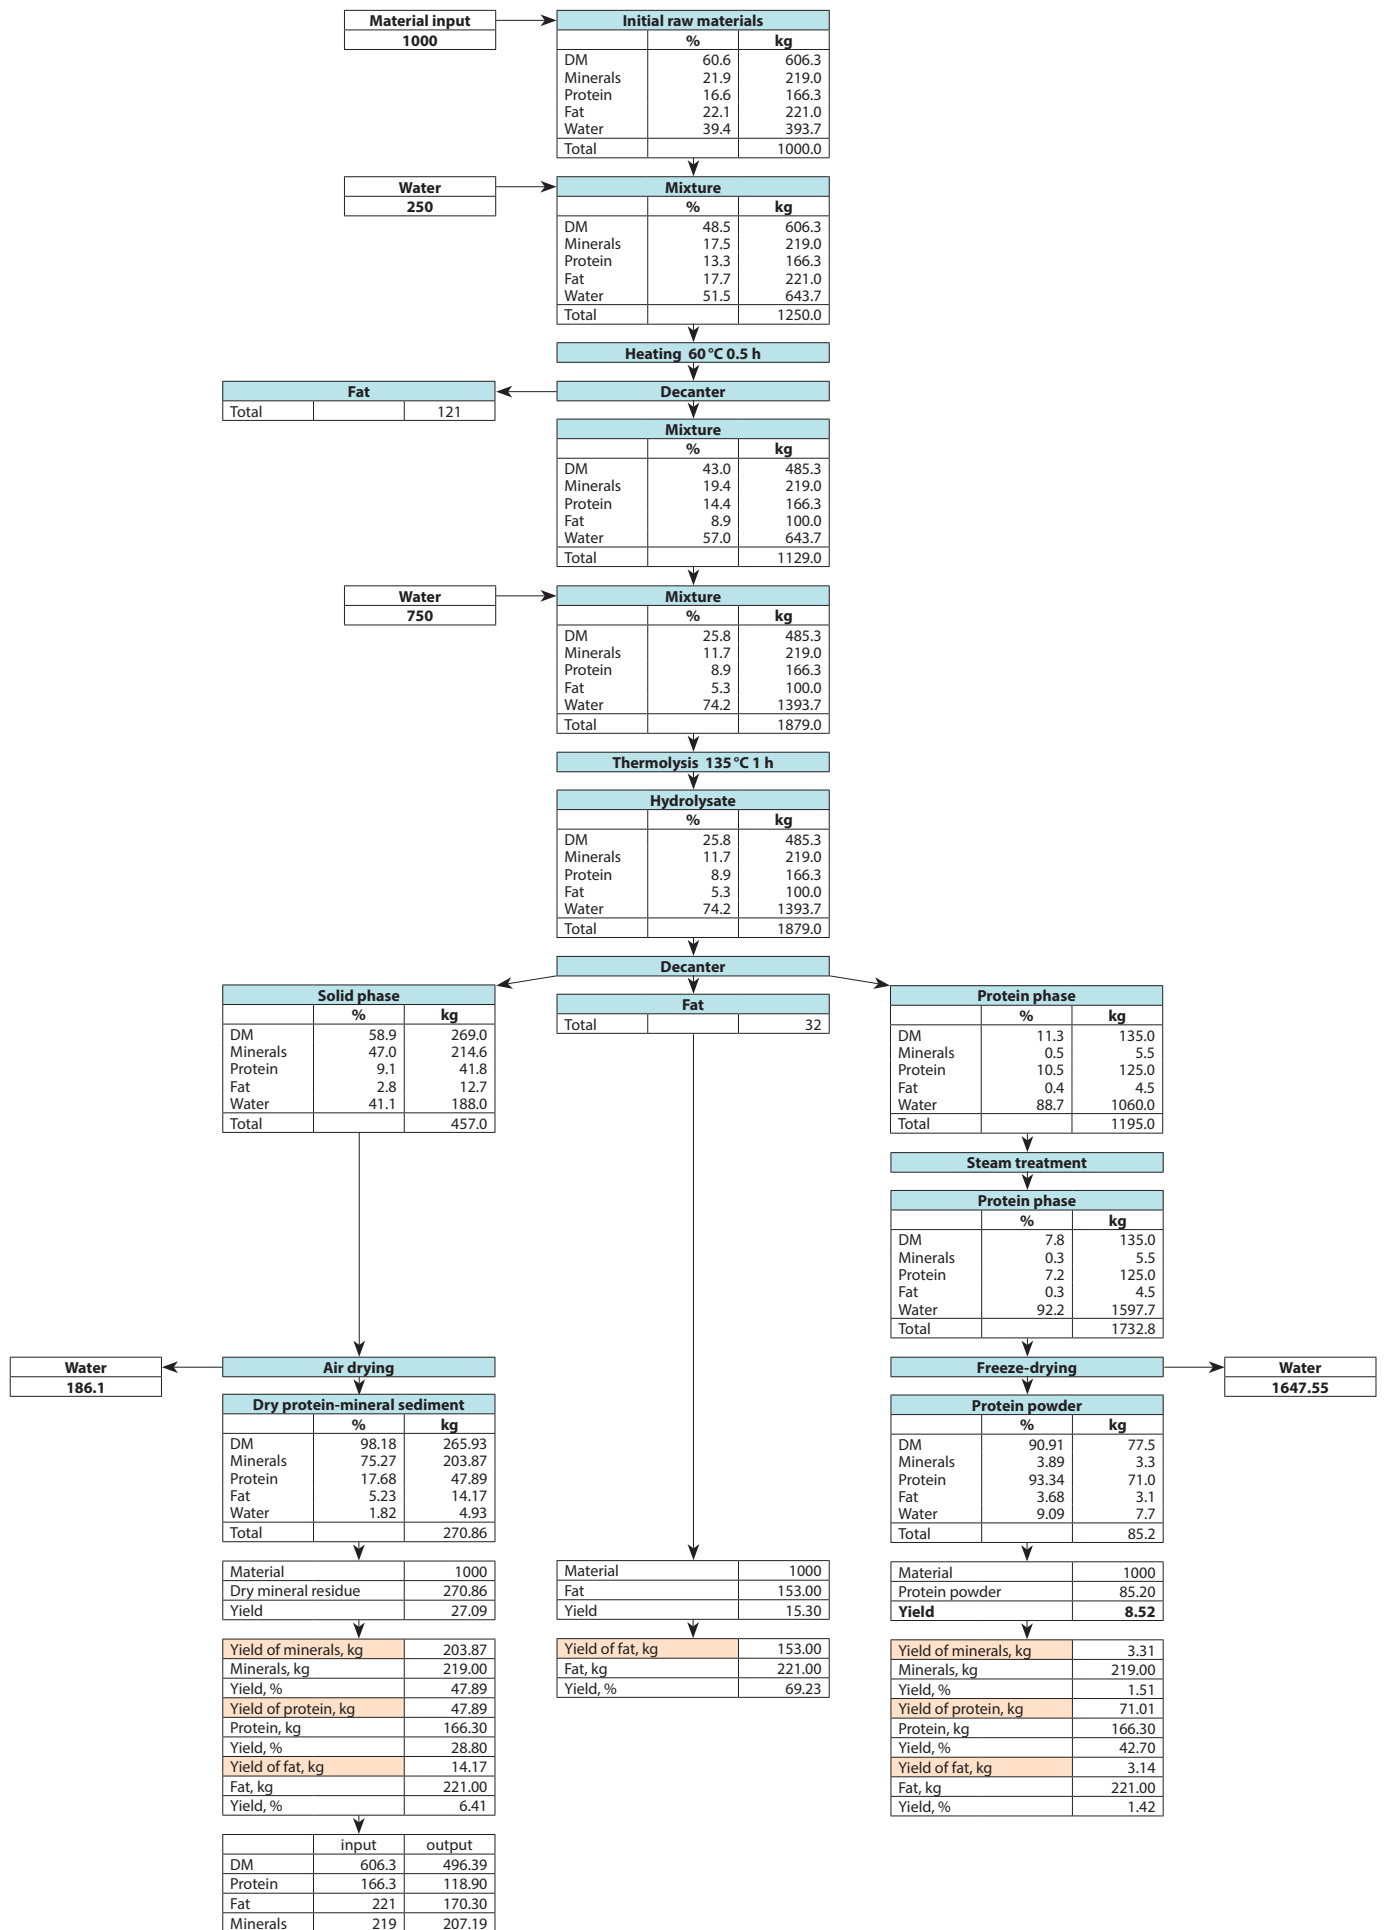 Material input
1000
Initial raw materials
% kg
DM 60.6 606.3
Minerals 21.9 219.0
Protein 16.6 166.3
Fat 22.1 221.0
Water 39.4 393.7
Total 1000.0
Water
250
Mixture
% kg
DM 48.5 606.3
Minerals 17.5 219.0
Protein 13.3 166.3
Fat 17.7 221.0
Water 51.5 643.7
Total 1250.0
Heating 60 °C 0.5 h
Decanter
Fat
Total 121
Mixture
% kg
DM 43.0 485.3
Minerals 19.4 219.0
Protein 14.4 166.3
Fat 8.9 100.0
Water 57.0 643.7
Total 1129.0
Water
750
Mixture
% kg
DM 25.8 485.3
Minerals 11.7 219.0
Protein 8.9 166.3
Fat 5.3 100.0
Water 74.2 1393.7
Total 1879.0
Thermolysis 135 °C 1 h
Hydrolysate
% kg
DM 25.8 485.3
Minerals 11.7 219.0
Protein 8.9 166.3
Fat 5.3 100.0
Water 74.2 1393.7
Total 1879.0
Decanter
Solid phase
% kg
DM 58.9 269.0
Minerals 47.0 214.6
Protein 9.1 41.8
Fat 2.8 12.7
Water 41.1 188.0
Total 457.0
Fat
Total 32
Protein phase
% kg
DM 11.3 135.0
Minerals 0.5 5.5
Protein 10.5 125.0
Fat 0.4 4.5
Water 88.7 1060.0
Total 1195.0
Steam treatment
Protein phase
% kg
DM 7.8 135.0
Minerals 0.3 5.5
Protein 7.2 125.0
Fat 0.3 4.5
Water 92.2 1597.7
Total 1732.8
Water
186.1
Air drying
Freeze-drying
Water
1647.55
Dry protein-mineral sediment
% kg
DM 98.18 265.93
Minerals 75.27 203.87
Protein 17.68 47.89
Fat 5.23 14.17
Water 1.82 4.93
Total 270.86
Protein powder
% kg
DM 90.91 77.5
Minerals 3.89 3.3
Protein 93.34 71.0
Fat 3.68 3.1
Water 9.09 7.7
Total 85.2
Material 1000
Dry mineral residue 270.86
Yield 27.09
Material 1000
Fat 153.00
Yield 15.30
Material 1000
Protein powder 85.20
Yield 8.52
Yield of minerals, kg 203.87
Minerals, kg 219.00
Yield, % 47.89
Yield of protein, kg 47.89
Protein, kg 166.30
Yield, % 28.80
Yield of fat, kg 14.17
Fat, kg 221.00
Yield, % 6.41
Yield of fat, kg 153.00
Fat, kg 221.00
Yield, % 69.23
Yield of minerals, kg 3.31
Minerals, kg 219.00
Yield, % 1.51
Yield of protein, kg 71.01
Protein, kg 166.30
Yield, % 42.70
Yield of fat, kg 3.14
Fat, kg 221.00
Yield, % 1.42
input output
DM 606.3 496.39
Protein 166.3 118.90
Fat 221 170.30
Minerals 219 207.19